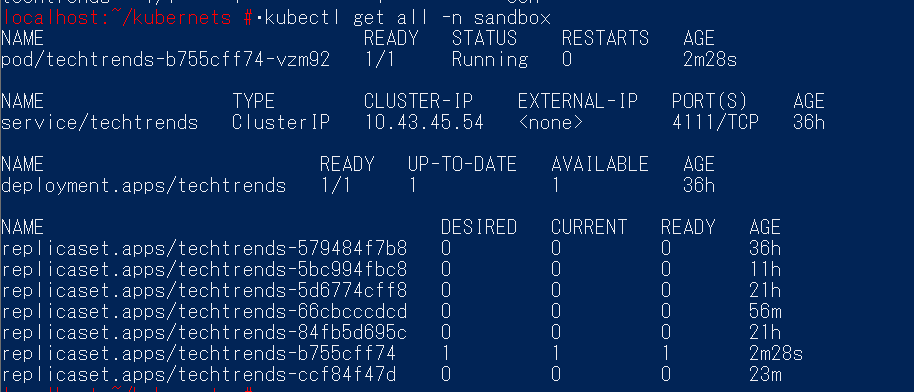 localhost:~/kubernets #·kubectl get all -n sandbox
NAME READY STATUS RESTARTS AGE
pod/techtrends-b755cff74-vzm92 1/1 Running 0 2m28s
NAME TYPE CLUSTER-IP EXTERNAL-IP PORT(S) AGE
service/techtrends ClusterIP 10.43.45.54 <none> 4111/TCP 36h
NAME READY UP-TO-DATE AVAILABLE AGE
deployment.apps/techtrends 1/1 1 1 36h
NAME DESIRED CURRENT READY AGE
replicaset.apps/techtrends-579484f7b8 0 0 0 36h
replicaset.apps/techtrends-5bc994fbc8 0 0 0 11h
replicaset.apps/techtrends-5d6774cff8 0 0 0 21h
replicaset.apps/techtrends-66cbcccdcd 0 0 0 56m
replicaset.apps/techtrends-84fb5d695c 0 0 0 21h
replicaset.apps/techtrends-b755cff74 1 1 1 2m28s
replicaset.apps/techtrends-ccf84f47d 0 0 0 23m